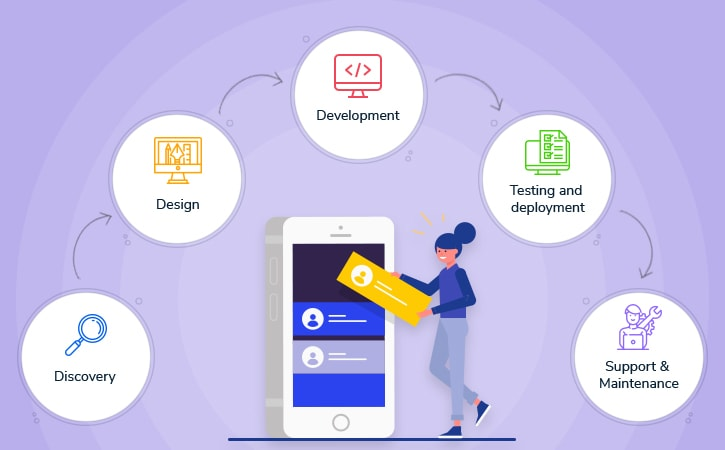 Discovery
Design
Development
Testing and
deployment
Support &
Maintenance